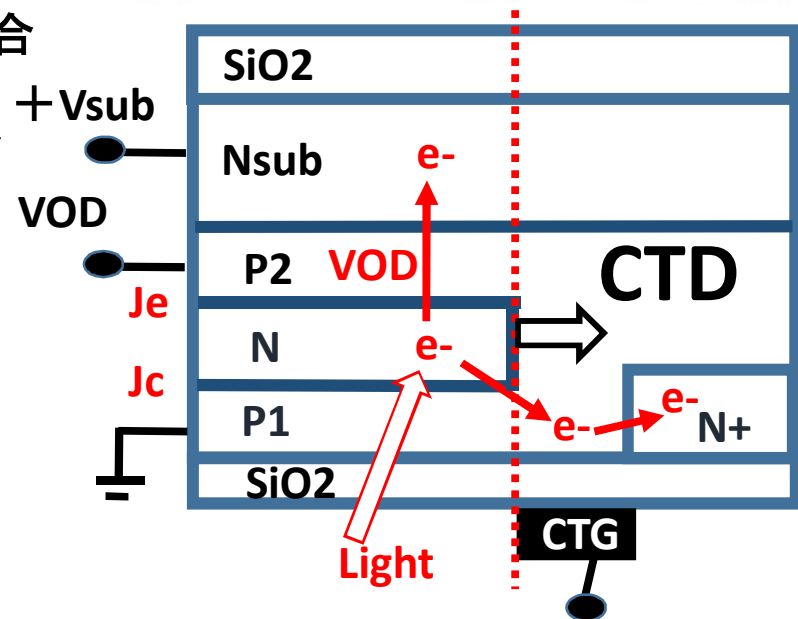 合
SiO2
＋Vsub
Nsub
e-
VOD
P2
VOD
CTD
Je
N
e-
Jc
P1
e-
e-
N+
SiO2
CTG
Light